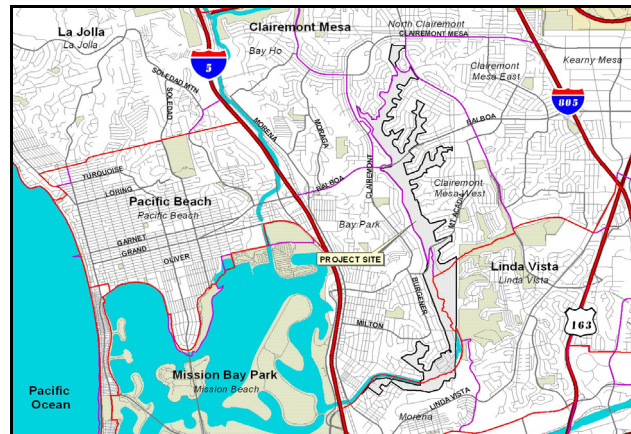 La Jolla
La Jolla
Clairemont Mesa
Bay Ho
North Clairemont
CLAIREMONT MESA
5
SOLEDAD MTN
SOLEDAD
Clairemont
Mesa East
Kearny Mesa
805
MORENA
MORAGA
BALBOA
TURQUOISE
LORING
BALBOA
CLAIREMONT
Clairemont
Mesa West
MT ACADIA
Pacific Beach
Pacific Beach
Bay Park
GARNET
GRAND
OLIVER
PROJECT SITE
Linda Vista
Linda Vista
BURGENER
MILTON
163
Mission Bay Park
Mission Beach
Pacific
Ocean
LINDA VISTA
Morena